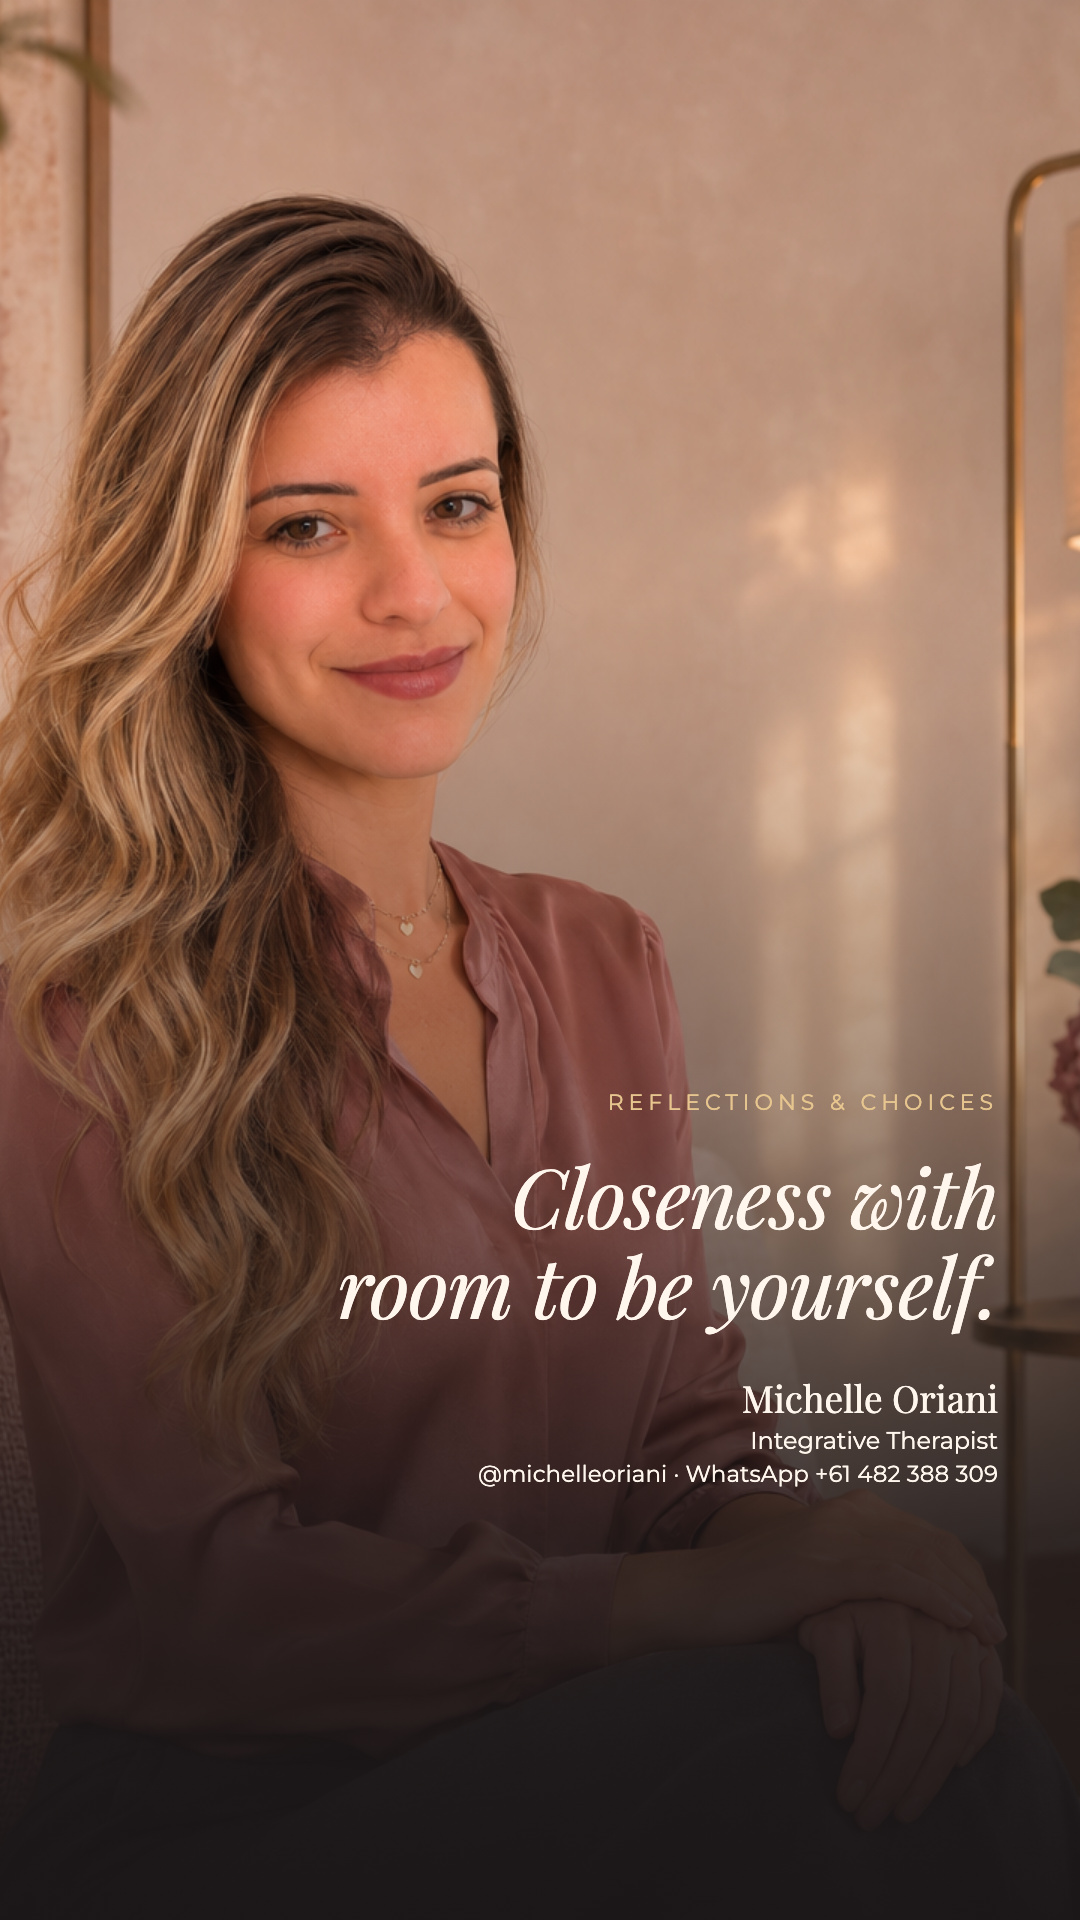 REFLECTIONS & CHOICES
Closeness with
room to be yourself.
Michelle Oriani
Integrative Therapist
@michelleoriani · WhatsApp +61 482 388 309